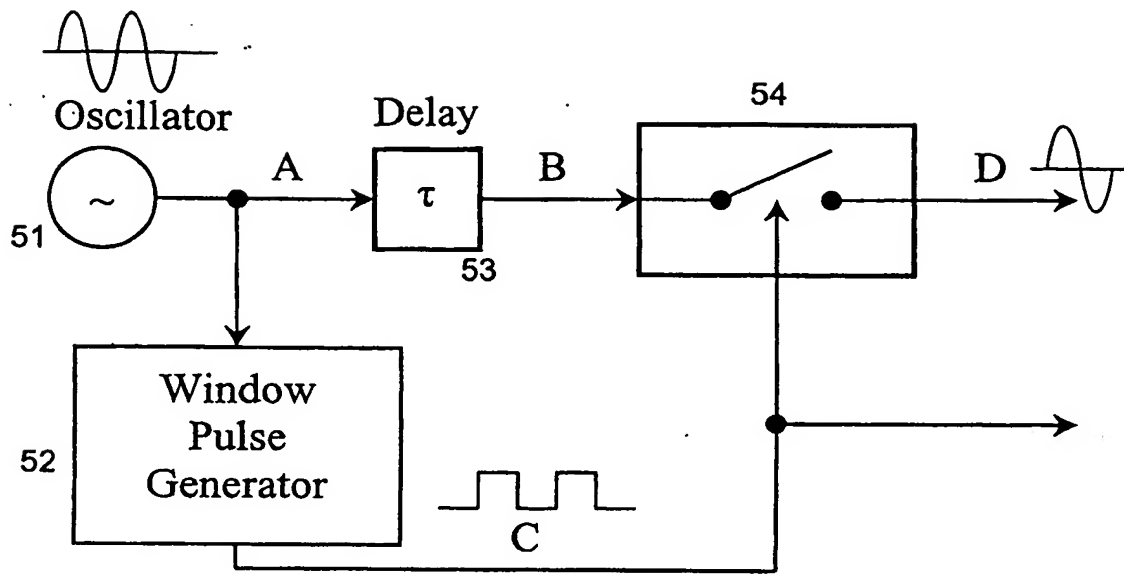 Oscillator
Delay
54
A
B
D
~
τ
51
53
Window
Pulse
Generator
52
C